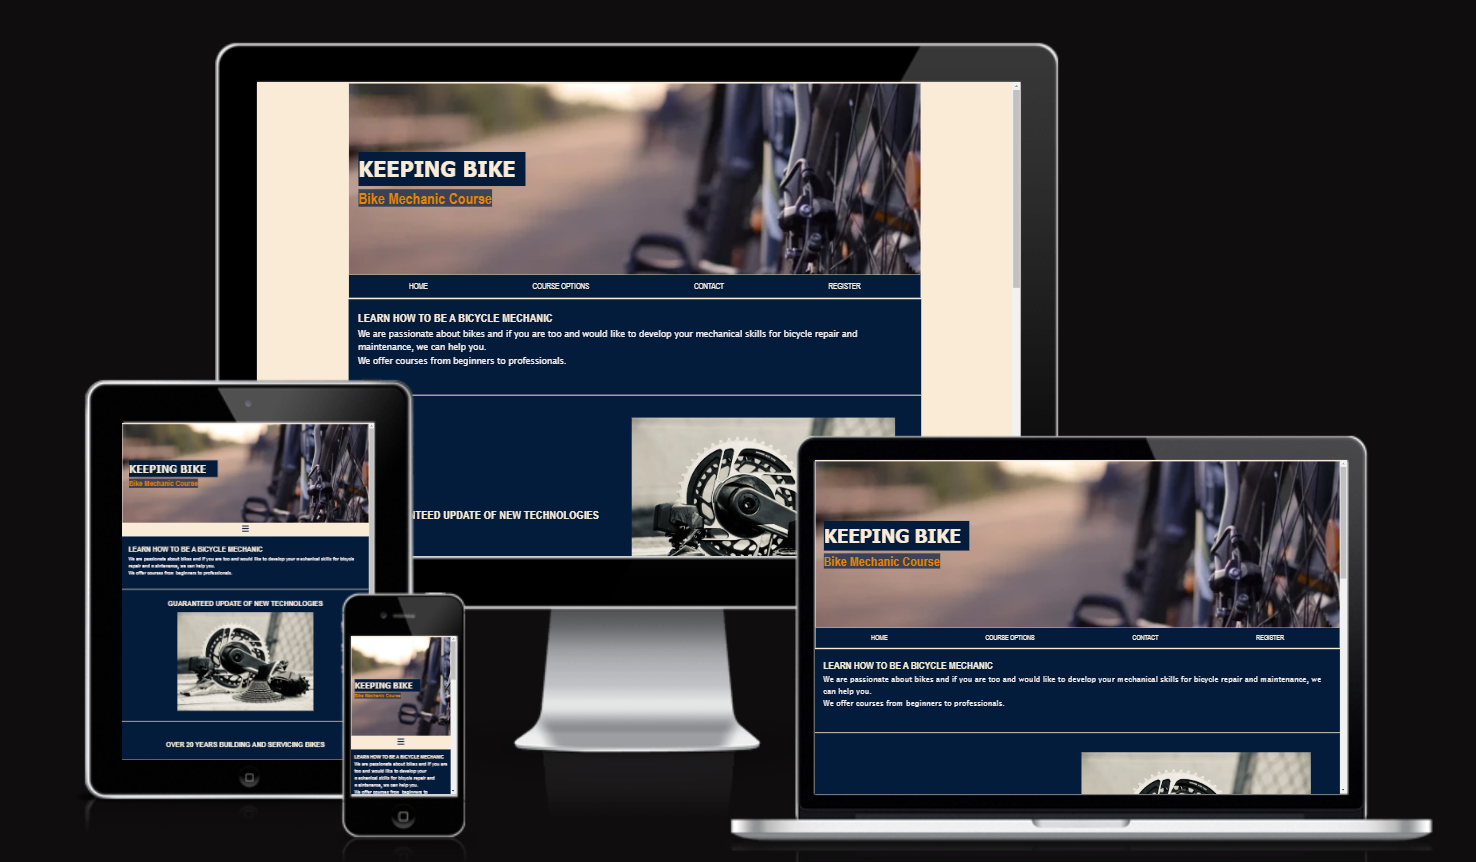 KEEPING BIKE
Bike Mechanic Course
HOME COURSE OPTIONS CONTACT REGISTER
LEARN HOW TO BE A BICYCLE MECHANIC
We are passionate about bikes and if you are too and would like to develop your mechanical skills for bicycle repair and
maintenance, we can help you.
We offer courses from beginners to professionals.
TEED UPDATE OF NEW TECHNOLOGIES
KEEPING BIKE
Bike Mechanic Course
LEARN HOW TO BE A BICYCLE MECHANIC
We are passionate about bikes and if you are too and would like to develop your mechanical skills for bicycle
repair and maintenance, we can help you.
We offer courses from beginners to professionals.
GUARANTEED UPDATE OF NEW TECHNOLOGIES
OVER 20 YEARS BUILDING AND SERVICING BIKES
KEEPING BIKE
Bike Mechanic Course
LEARN HOW TO BE A BICYCLE MECHANIC
We are passionate about bikes and if you are
too and would like to develop your
mechanical skills for bicycle repair and
maintenance, we can help you.
We offer courses from beginners to
KEEPING BIKE
Bike Mechanic Course
HOME COURSE OPTIONS CONTACT REGISTER
LEARN HOW TO BE A BICYCLE MECHANIC
We are passionate about bikes and if you are too and would like to develop your mechanical skills for bicycle repair and maintenance, we
can help you.
We offer courses from beginners to professionals.